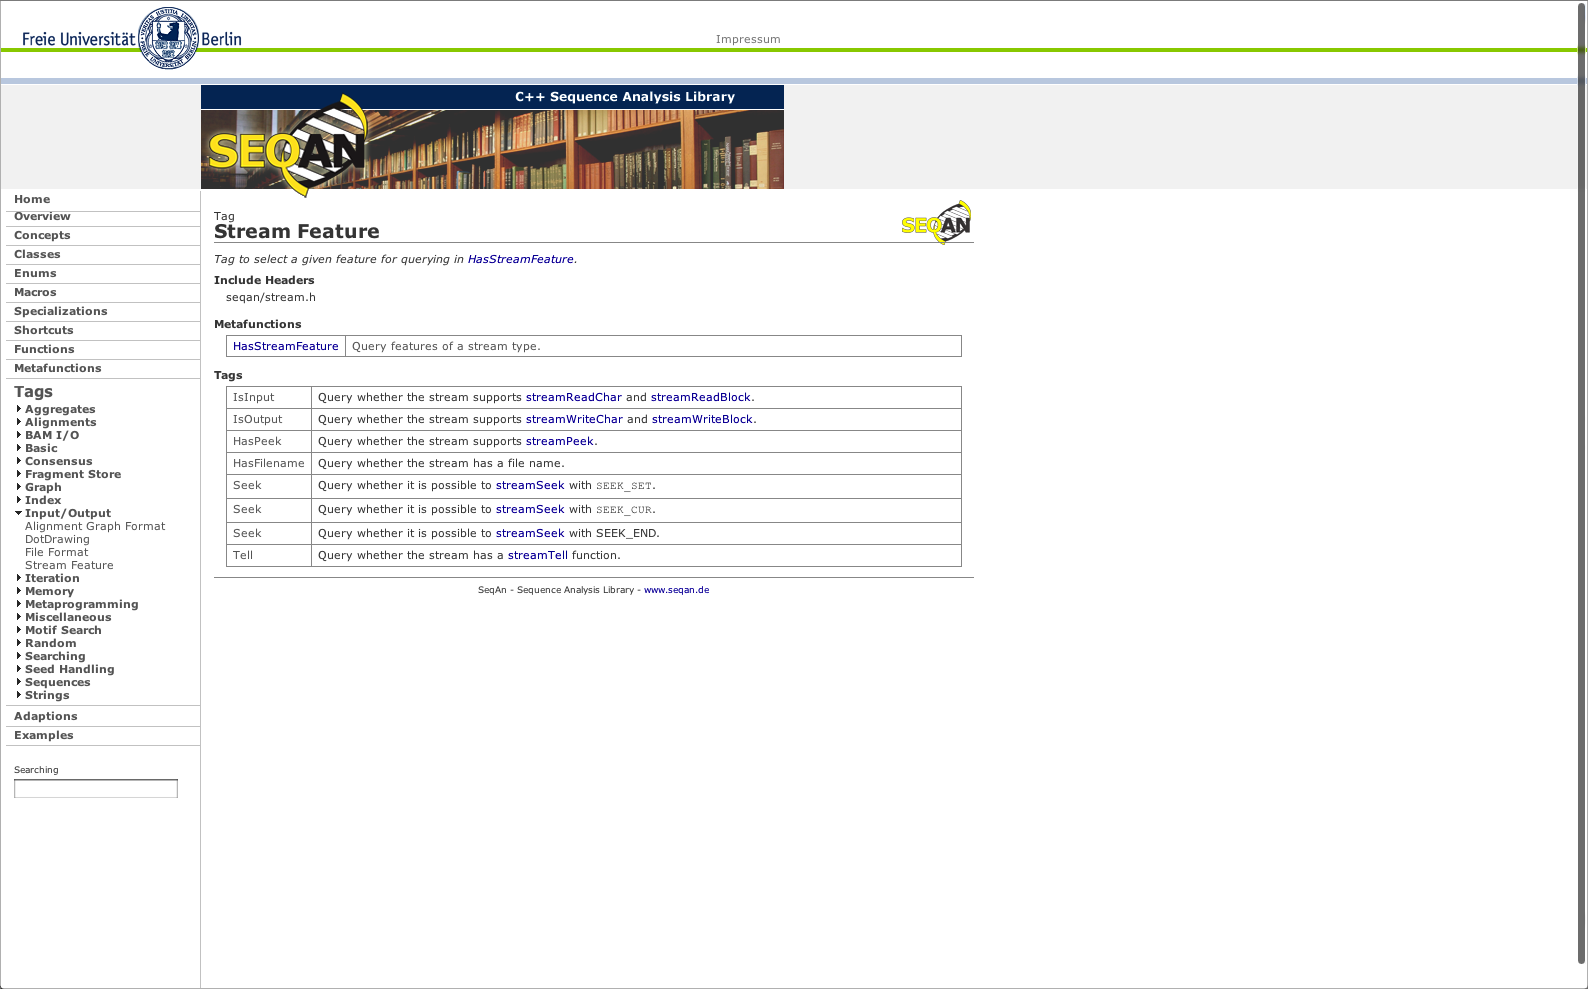 Freie Universität Berlin
Impressum
C++ Sequence Analysis Library
SEQAN
Home
Overview
Concepts
Classes
Enums
Macros
Specializations
Shortcuts
Functions
Metafunctions
Tags
Aggregates
Alignments
BAM I/O
Basic
Consensus
Fragment Store
Graph
Index
Input/Output
Alignment Graph Format
DotDrawing
File Format
Stream Feature
Iteration
Memory
Metaprogramming
Miscellaneous
Motif Search
Random
Searching
Seed Handling
Sequences
Strings
Adaptions
Examples
Searching
Tag
Stream Feature
SEQAN
Tag to select a given feature for querying in HasStreamFeature.
Include Headers
seqan/stream.h
Metafunctions
HasStreamFeature Query features of a stream type.
Tags
IsInput Query whether the stream supports streamReadChar and streamReadBlock.
IsOutput Query whether the stream supports streamWriteChar and streamWriteBlock.
HasPeek Query whether the stream supports streamPeek.
HasFilename Query whether the stream has a file name.
Seek Query whether it is possible to streamSeek with SEEK_SET.
Seek Query whether it is possible to streamSeek with SEEK_CUR.
Seek Query whether it is possible to streamSeek with SEEK_END.
Tell Query whether the stream has a streamTell function.
SeqAn - Sequence Analysis Library - www.seqan.de